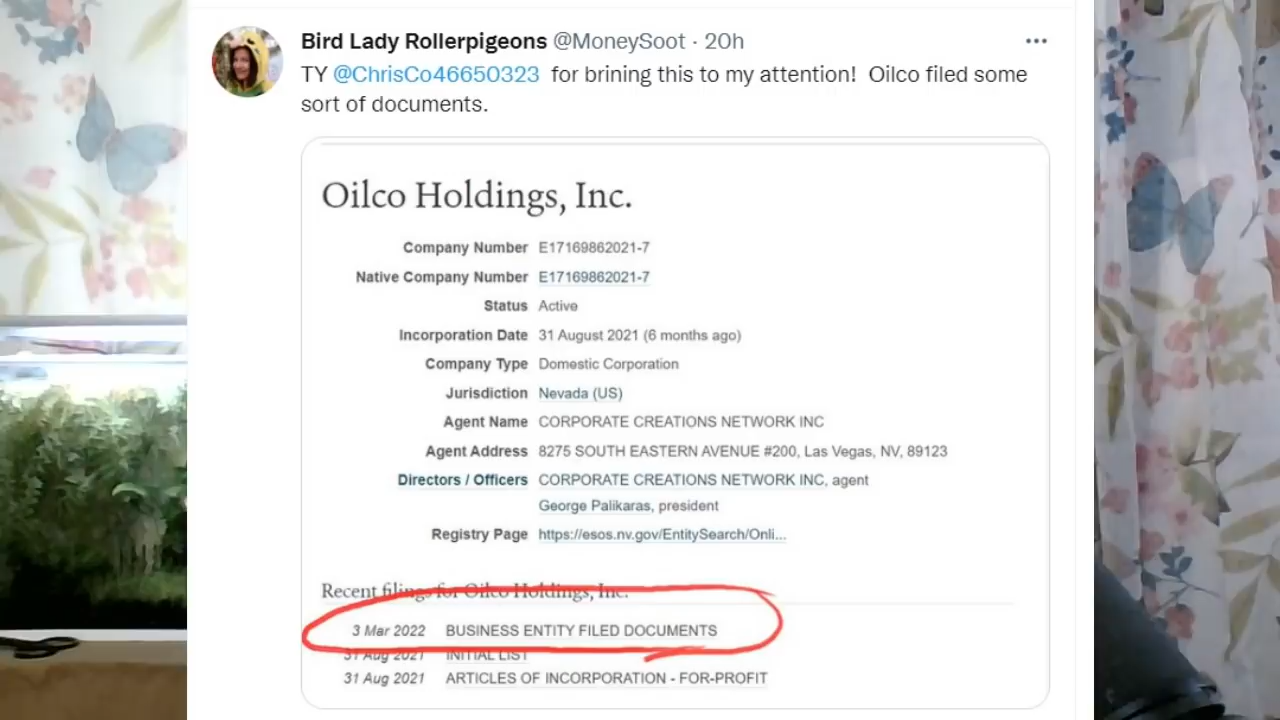 Bird Lady Rollerpigeons @MoneySoot · 20h
TY @ChrisCo46650323 for brining this to my attention! Oilco filed some
sort of documents.
Oilco Holdings, Inc.
Company Number E17169862021-7
Native Company Number E17169862021-7
Status Active
Incorporation Date 31 August 2021 (6 months ago)
Company Type Domestic Corporation
Jurisdiction Nevada (US)
Agent Name CORPORATE CREATIONS NETWORK INC
Agent Address 8275 SOUTH EASTERN AVENUE #200, Las Vegas, NV, 89123
Directors / Officers CORPORATE CREATIONS NETWORK INC, agent
George Palikaras, president
Registry Page https://esos.nv.gov/EntitySearch/Onli...
Recent filings for Oilco Holdings, Inc.
3 Mar 2022 BUSINESS ENTITY FILED DOCUMENTS
31 Aug 2021 INITIAL LIST
31 Aug 2021 ARTICLES OF INCORPORATION - FOR-PROFIT